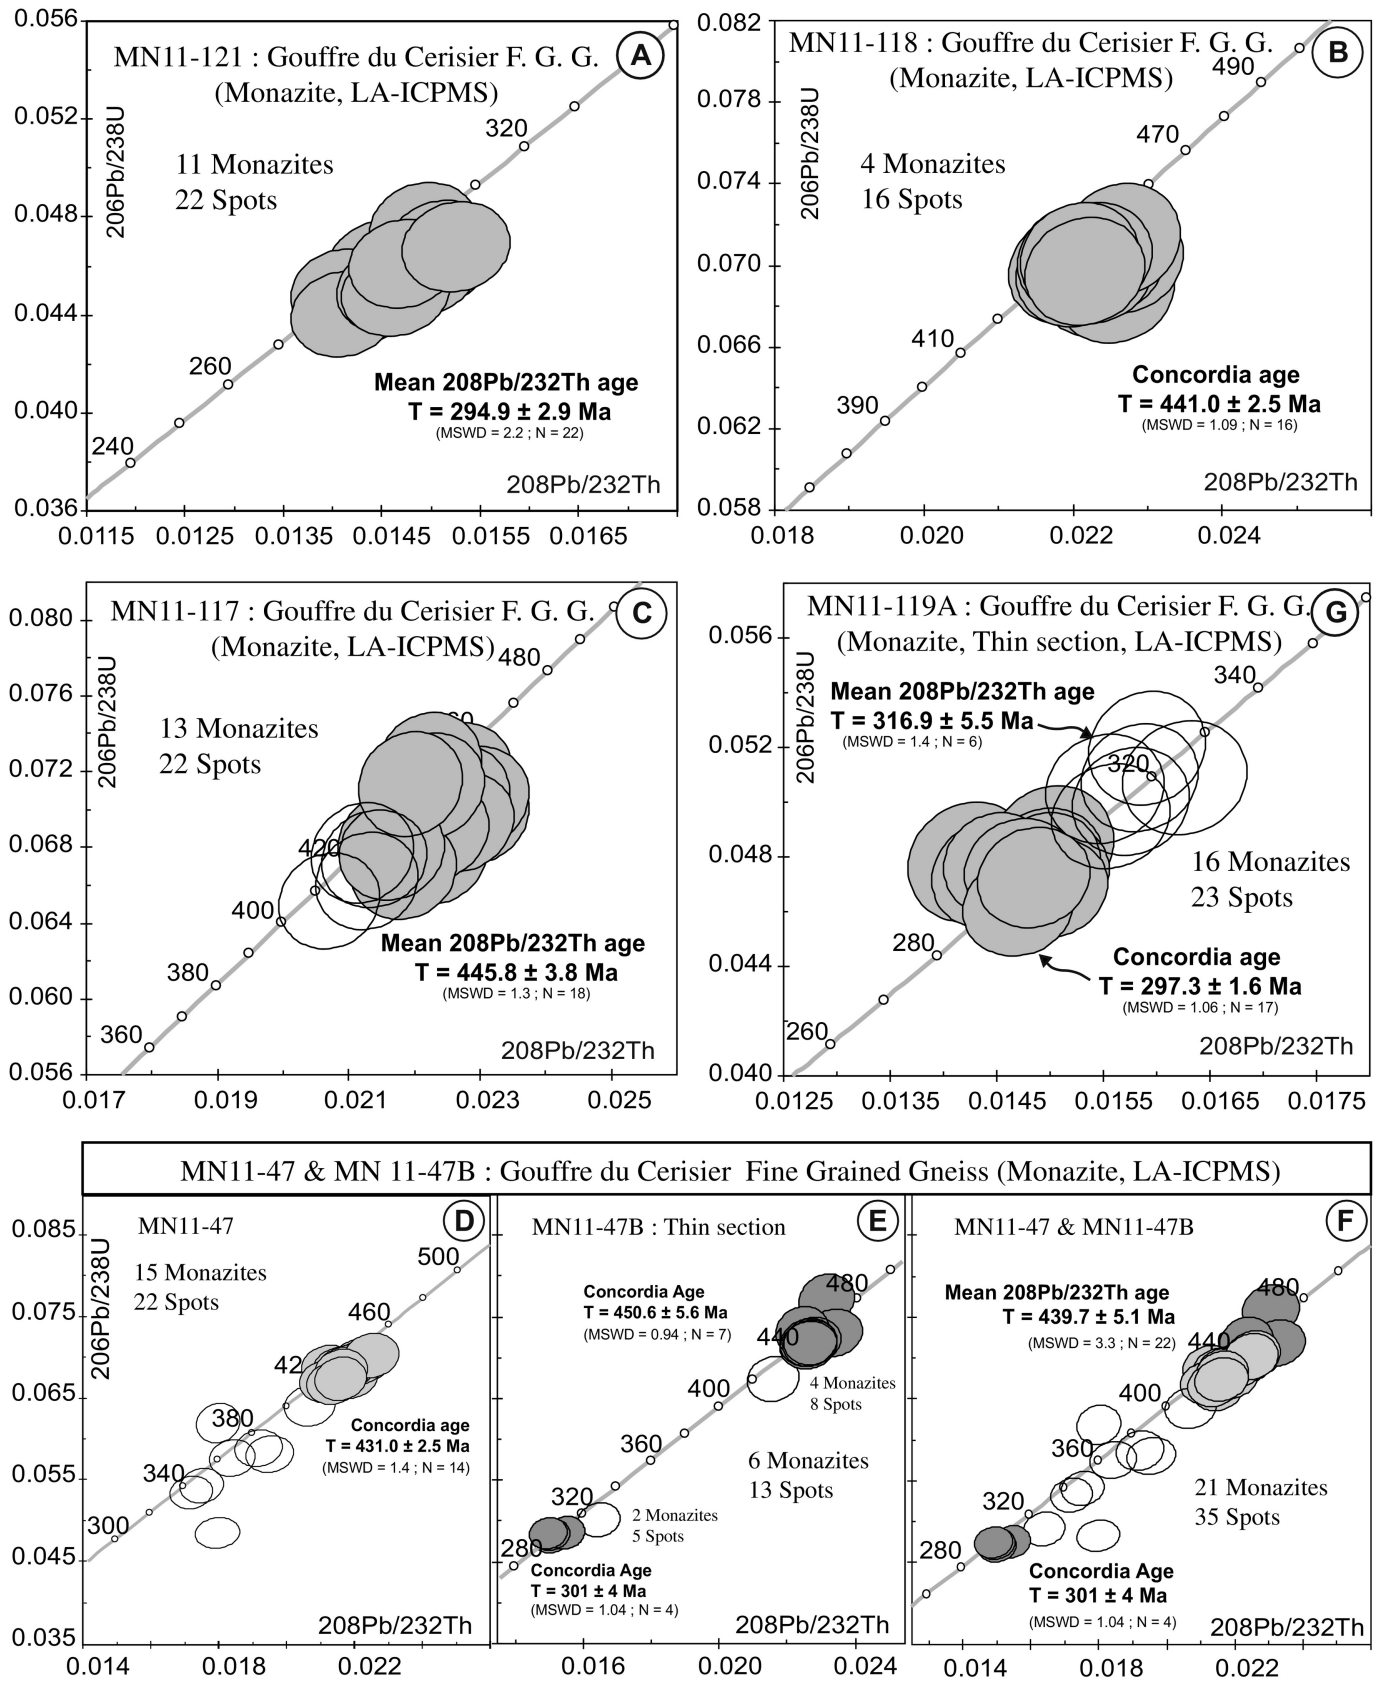 MN11-121 : Gouffre du Cerisier F. G. G.
(Monazite, LA-ICPMS)
A
11 Monazites
22 Spots
206Pb/238U
0.056
0.052
0.048
0.044
0.040
0.036
320
260
240
Mean 208Pb/232Th age
T = 294.9 ± 2.9 Ma
(MSWD = 2.2 ; N = 22)
208Pb/232Th
0.0115 0.0125 0.0135 0.0145 0.0155 0.0165
MN11-118 : Gouffre du Cerisier F. G. G.
(Monazite, LA-ICPMS)
B
4 Monazites
16 Spots
206Pb/238U
0.082
0.078
0.074
0.070
0.066
0.062
0.058
490
470
410
390
Concordia age
T = 441.0 ± 2.5 Ma
(MSWD = 1.09 ; N = 16)
208Pb/232Th
0.018 0.020 0.022 0.024
MN11-117 : Gouffre du Cerisier F. G. G.
(Monazite, LA-ICPMS)
C
13 Monazites
22 Spots
206Pb/238U
0.080
0.076
0.072
0.068
0.064
0.060
0.056
480
60
420
400
380
360
Mean 208Pb/232Th age
T = 445.8 ± 3.8 Ma
(MSWD = 1.3 ; N = 18)
208Pb/232Th
0.017 0.019 0.021 0.023 0.025
MN11-119A : Gouffre du Cerisier F. G. G.
(Monazite, Thin section, LA-ICPMS)
G
Mean 208Pb/232Th age
T = 316.9 ± 5.5 Ma
(MSWD = 1.4 ; N = 6)
206Pb/238U
0.056
0.052
0.048
0.044
0.040
340
320
280
260
16 Monazites
23 Spots
Concordia age
T = 297.3 ± 1.6 Ma
(MSWD = 1.06 ; N = 17)
208Pb/232Th
0.0125 0.0135 0.0145 0.0155 0.0165 0.0175
MN11-47 & MN 11-47B : Gouffre du Cerisier Fine Grained Gneiss (Monazite, LA-ICPMS)
MN11-47
D
15 Monazites
22 Spots
206Pb/238U
0.085
0.075
0.065
0.055
0.045
0.035
500
460
42
380
340
300
Concordia age
T = 431.0 ± 2.5 Ma
(MSWD = 1.4 ; N = 14)
208Pb/232Th
0.014 0.018 0.022
MN11-47B : Thin section
E
Concordia Age
T = 450.6 ± 5.6 Ma
(MSWD = 0.94 ; N = 7)
480
440
400
360
320
280
4 Monazites
8 Spots
6 Monazites
13 Spots
2 Monazites
5 Spots
Concordia Age
T = 301 ± 4 Ma
(MSWD = 1.04 ; N = 4)
208Pb/232Th
0.016 0.020 0.024
MN11-47 & MN11-47B
F
Mean 208Pb/232Th age
T = 439.7 ± 5.1 Ma
(MSWD = 3.3 ; N = 22)
480
440
400
360
320
280
21 Monazites
35 Spots
Concordia Age
T = 301 ± 4 Ma
(MSWD = 1.04 ; N = 4)
208Pb/232Th
0.014 0.018 0.022